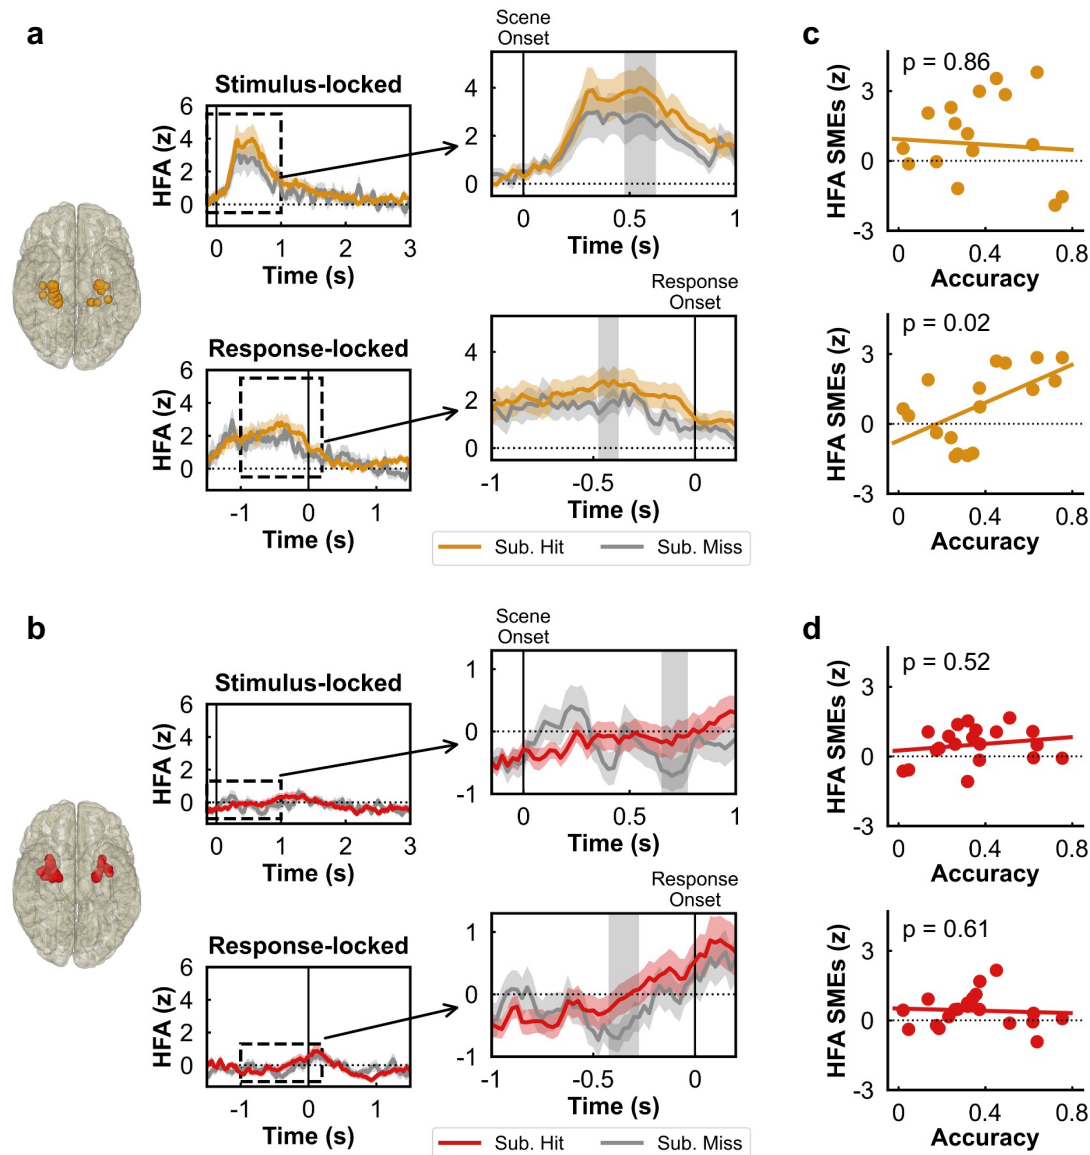 a
Stimulus-locked
HFA (z)
6
4
2
0
0 1 2 3
Time (s)
Scene
Onset
4
2
0
0 0.5 1
Time (s)
Response-locked
HFA (z)
6
4
2
0
-1 0 1
Time (s)
Response
Onset
4
2
0
-1 -0.5 0
Time (s)
Sub. Hit Sub. Miss
c
p = 0.86
HFA SMEs (z)
3
0
-3
0 0.4 0.8
Accuracy
p = 0.02
HFA SMEs (z)
3
0
-3
0 0.4 0.8
Accuracy
b
Stimulus-locked
HFA (z)
6
4
2
0
0 1 2 3
Time (s)
Scene
Onset
1
0
-1
0 0.5 1
Time (s)
Response-locked
HFA (z)
6
4
2
0
-1 0 1
Time (s)
Response
Onset
1
0
-1
-1 -0.5 0
Time (s)
Sub. Hit Sub. Miss
d
p = 0.52
HFA SMEs (z)
3
0
-3
0 0.4 0.8
Accuracy
p = 0.61
HFA SMEs (z)
3
0
-3
0 0.4 0.8
Accuracy